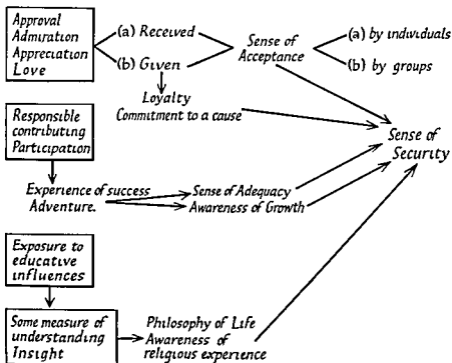 Approval
Admiration
Appreciation
Love
(a) Received
(b) Given
Sense of
Acceptance
(a) by individuals
(b) by groups
Loyalty
Commitment to a cause
Sense of
Security
Responsible
contributing
Participation
Experience of success
Adventure.
Sense of Adequacy
Awareness of Growth
Exposure to
educative
influences
Some measure of
understanding
Insight
Philosophy of Life
Awareness of
religious experience